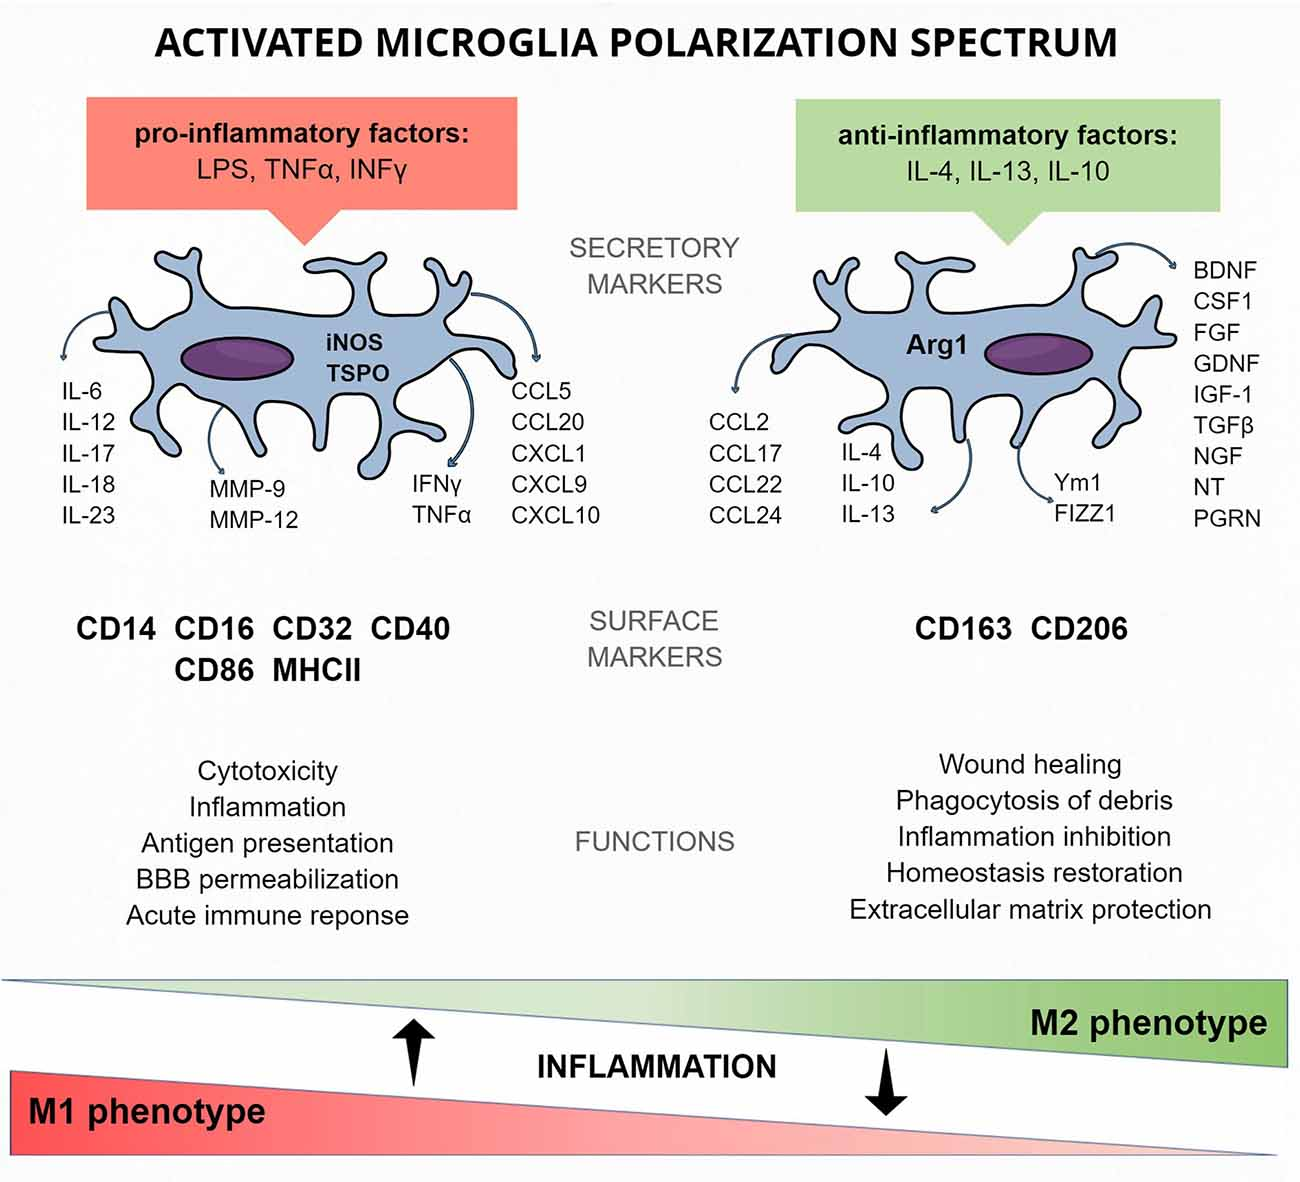 ACTIVATED MICROGLIA POLARIZATION SPECTRUM
pro-inflammatory factors:
LPS, TNFα, INFγ
anti-inflammatory factors:
IL-4, IL-13, IL-10
SECRETORY
MARKERS
iNOS
TSPO
IL-6
IL-12
IL-17
IL-18
IL-23
MMP-9
MMP-12
IFNγ
TNFα
CCL5
CCL20
CXCL1
CXCL9
CXCL10
Arg1
CCL2
CCL17
CCL22
CCL24
IL-4
IL-10
IL-13
Ym1
FIZZ1
BDNF
CSF1
FGF
GDNF
IGF-1
TGFβ
NGF
NT
PGRN
SURFACE
MARKERS
CD14 CD16 CD32 CD40
CD86 MHCII
CD163 CD206
FUNCTIONS
Cytotoxicity
Inflammation
Antigen presentation
BBB permeabilization
Acute immune reponse
Wound healing
Phagocytosis of debris
Inflammation inhibition
Homeostasis restoration
Extracellular matrix protection
M2 phenotype
INFLAMMATION
M1 phenotype